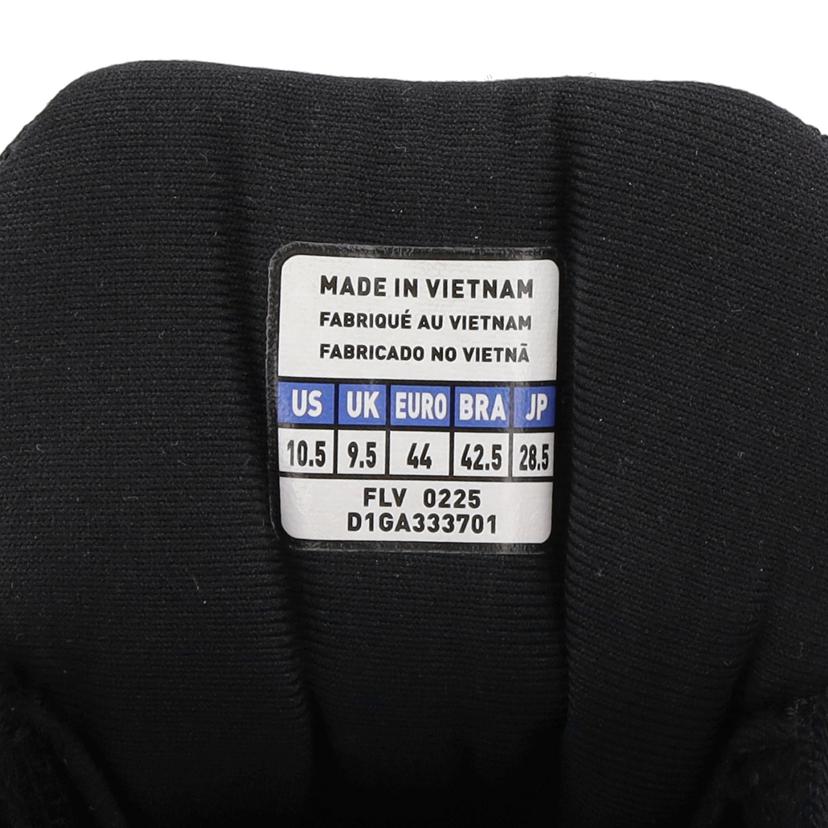 MADE IN VIETNAM
FABRIQUÉ AU VIETNAM
FABRICADO NO VIETNÃ
US UK EURO BRA JP
10.5 9.5 44 42.5 28.5
FLV 0225
D1GA333701